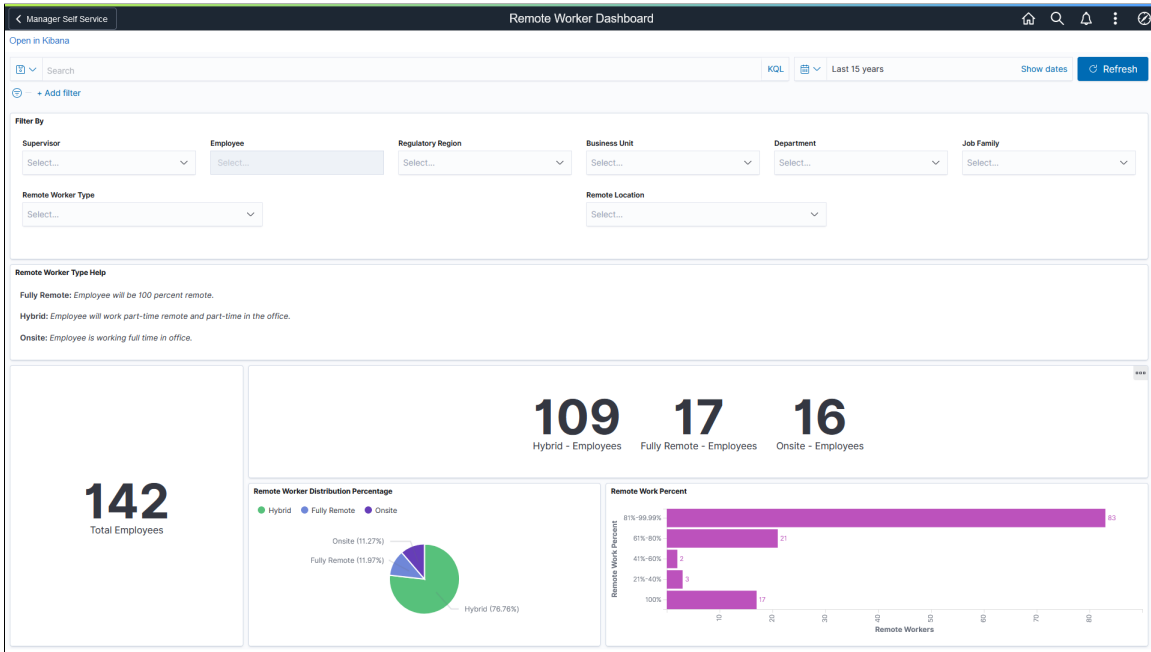 Manager Self Service
Remote Worker Dashboard
Open in Kibana
Search
KQL
Last 15 years
Show dates
Refresh
+ Add filter
Filter By
Supervisor
Employee
Regulatory Region
Business Unit
Department
Job Family
Select...
Select...
Select...
Select...
Select...
Select...
Remote Worker Type
Remote Location
Select...
Select...
Remote Worker Type Help
Fully Remote: Employee will be 100 percent remote.
Hybrid: Employee will work part-time remote and part-time in the office.
Onsite: Employee is working full time in office.
142
Total Employees
109
Hybrid - Employees
17
Fully Remote - Employees
16
Onsite - Employees
Remote Worker Distribution Percentage
Hybrid
Fully Remote
Onsite
Onsite (11.27%)
Fully Remote (11.97%)
Hybrid (76.76%)
Remote Work Percent
Remote Work Percent
81%-99.99%
83
61%-80%
21
41%-60%
2
21%-40%
3
100%
17
10
20
30
40
50
60
70
80
Remote Workers